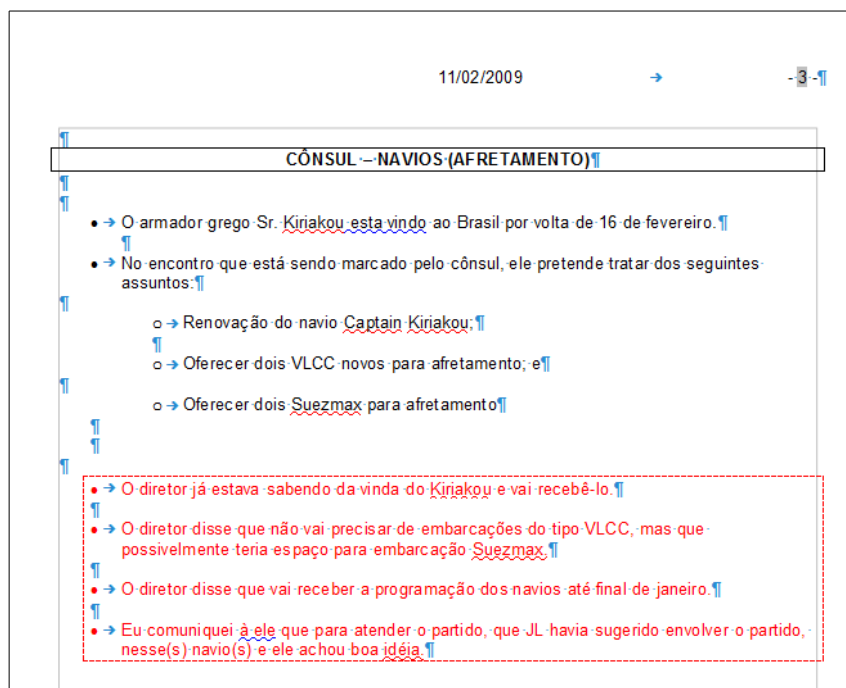 11/02/2009 - 3 -
CÔNSUL – NAVIOS (AFRETAMENTO)
• O armador grego Sr. Kiriakou esta vindo ao Brasil por volta de 16 de fevereiro.
• No encontro que está sendo marcado pelo cônsul, ele pretende tratar dos seguintes
assuntos:
o Renovação do navio Captain Kiriakou;
o Oferecer dois VLCC novos para afretamento; e
o Oferecer dois Suezmax para afretamento
• O diretor já estava sabendo da vinda do Kiriakou e vai recebê-lo.
• O diretor disse que não vai precisar de embarcações do tipo VLCC, mas que
possivelmente teria espaço para embarcação Suezmax.
• O diretor disse que vai receber a programação dos navios até final de janeiro.
• Eu comuniquei à ele que para atender o partido, que JL havia sugerido envolver o partido,
nesse(s) navio(s) e ele achou boa idéia.